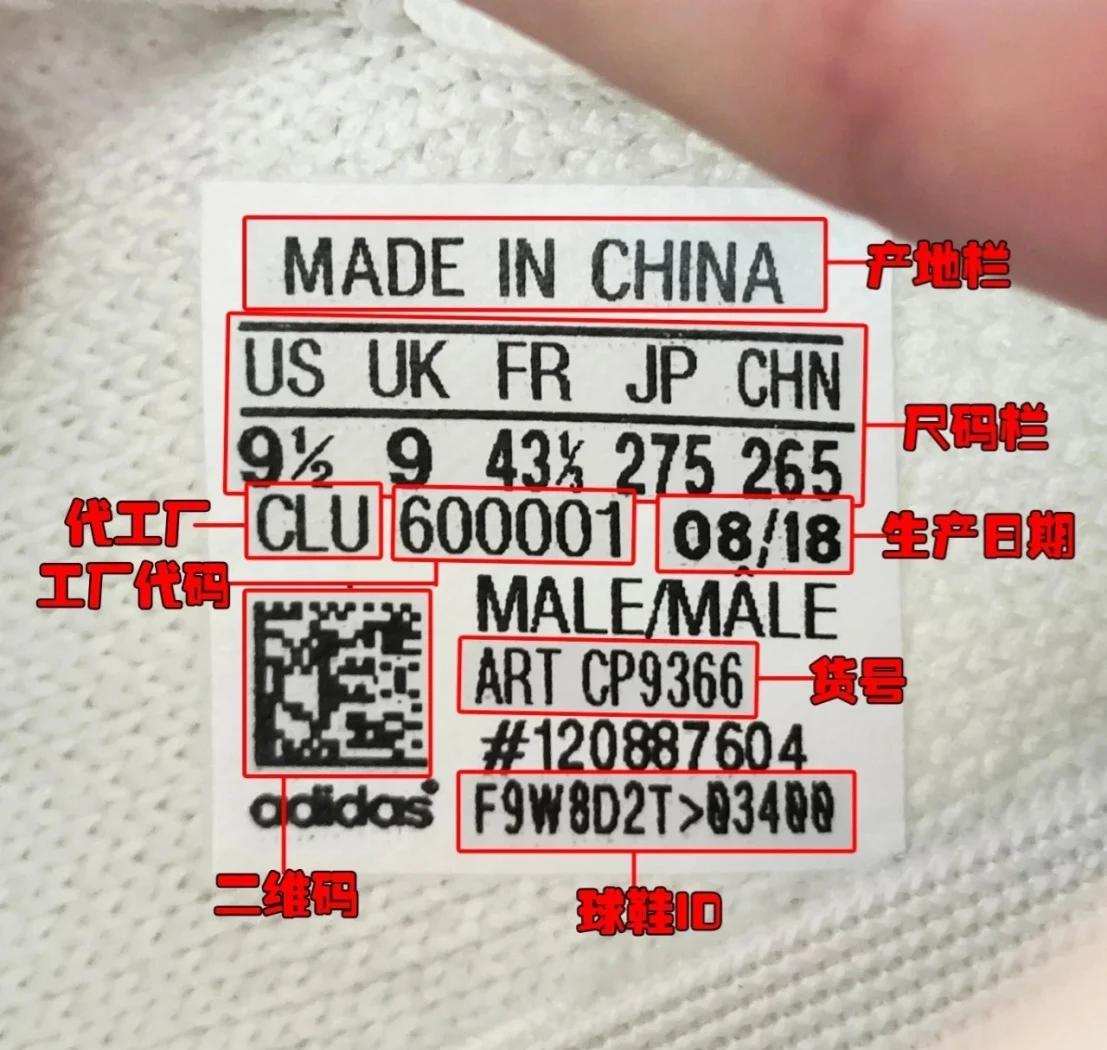 MADE IN CHINA
产地栏
US UK FR JP CHN
尺码栏
9½ 9 43⅓ 275 265
代工厂
CLU 600001 08/18
生产日期
工厂代码
MALE/MÂLE
ART CP9366
货号
#120887604
adidas
F9W8D2T>03400
二维码
球鞋ID